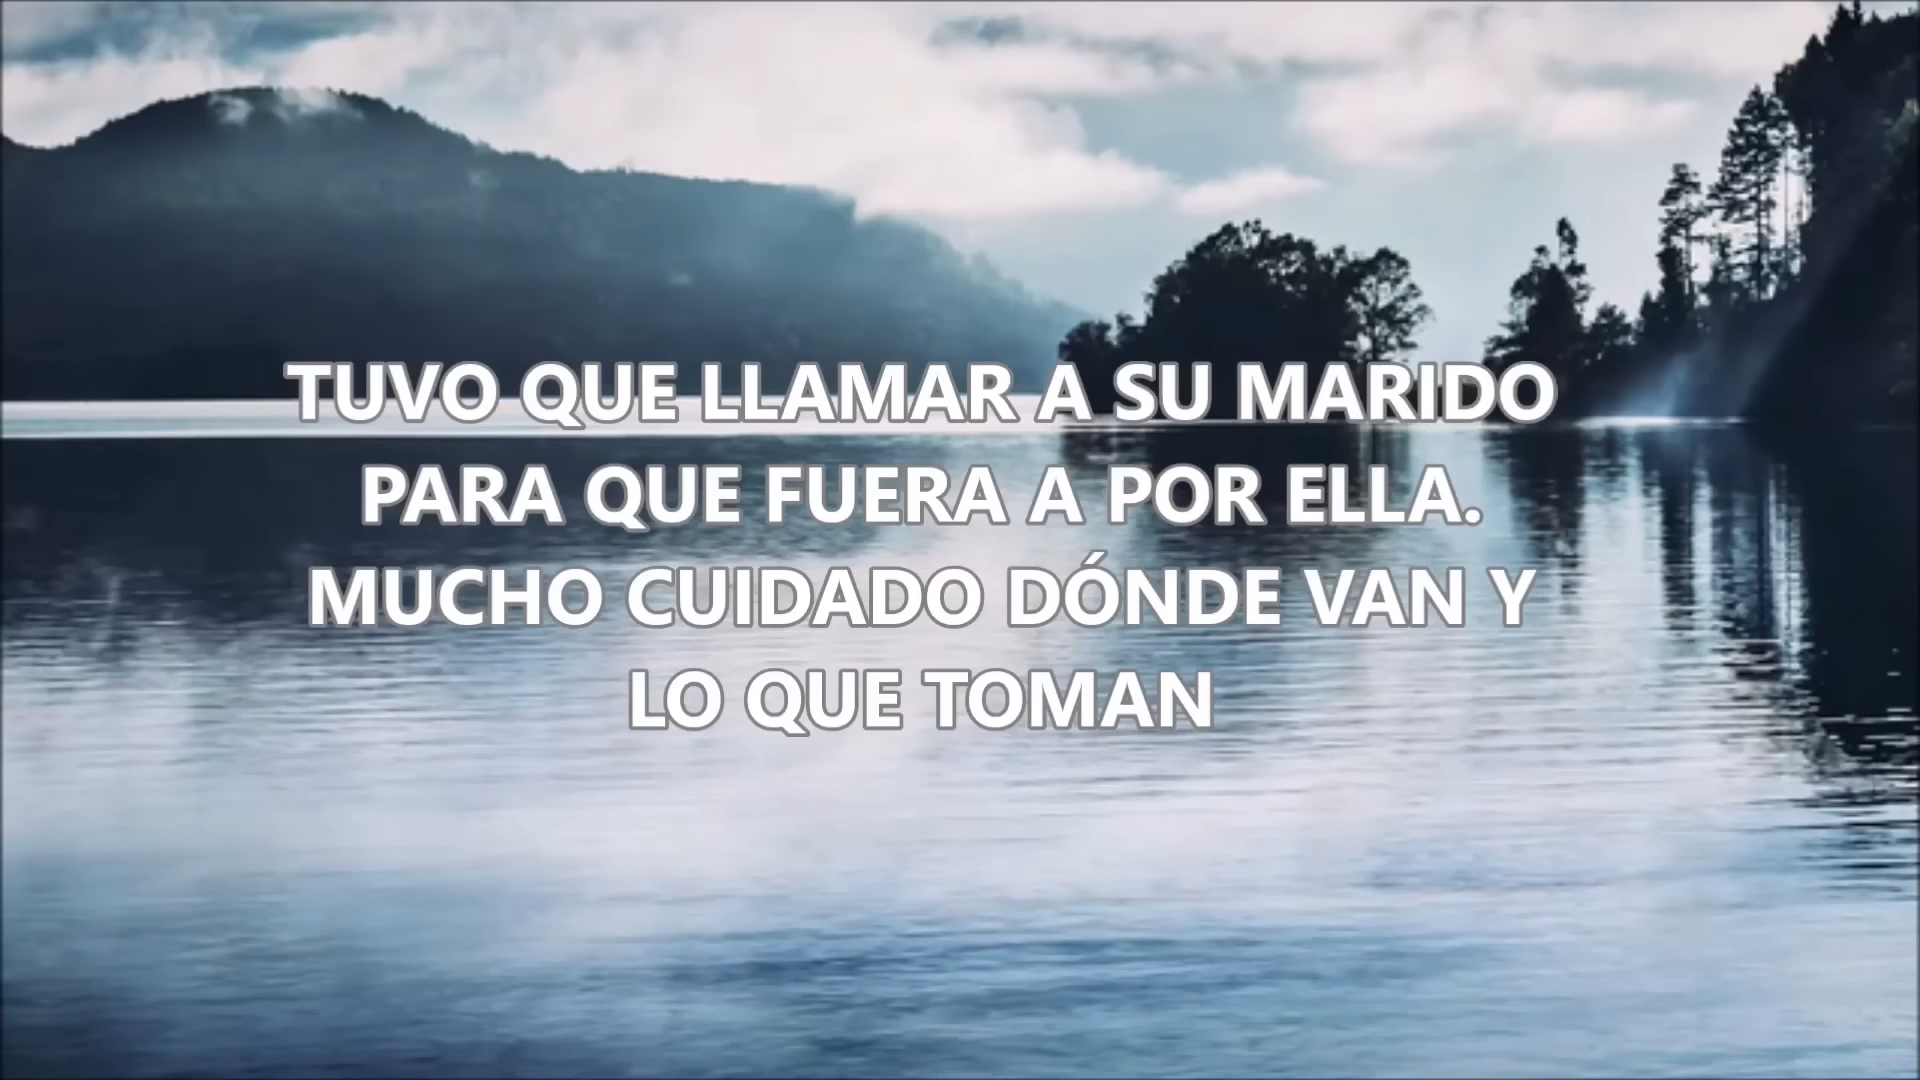 TUVO QUE LLAMAR A SU MARIDO
PARA QUE FUERA A POR ELLA.
MUCHO CUIDADO DÓNDE VAN Y
LO QUE TOMAN